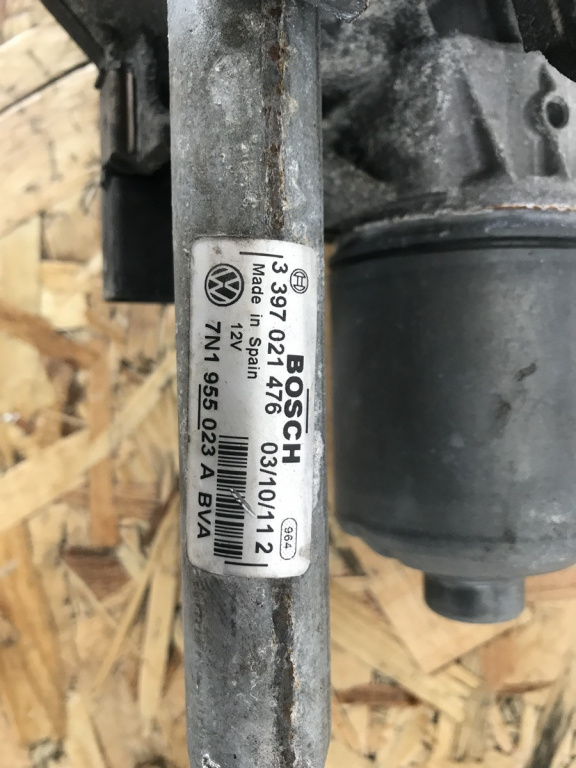 BOSCH
3 397 021 476 03/10/11 2
Made in Spain
964
12V
7N1 955 023 A BVA